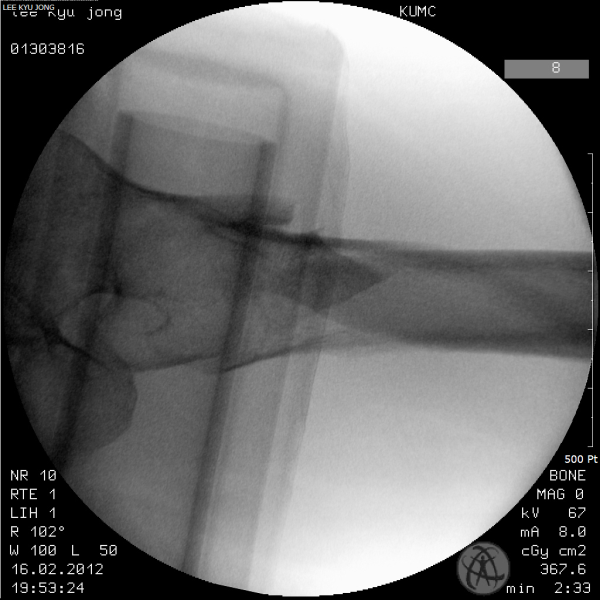 LEE KYU JONG
Lee Kyu jong
KUMC
01303816
8
500 Pt
NR 10
RTE 1
LIH 1
R 102°
W 100 L 50
16.02.2012
19:53:24
BONE
MAG 0
kV 67
mA 8.0
cGy cm2
367.6
min 2:33